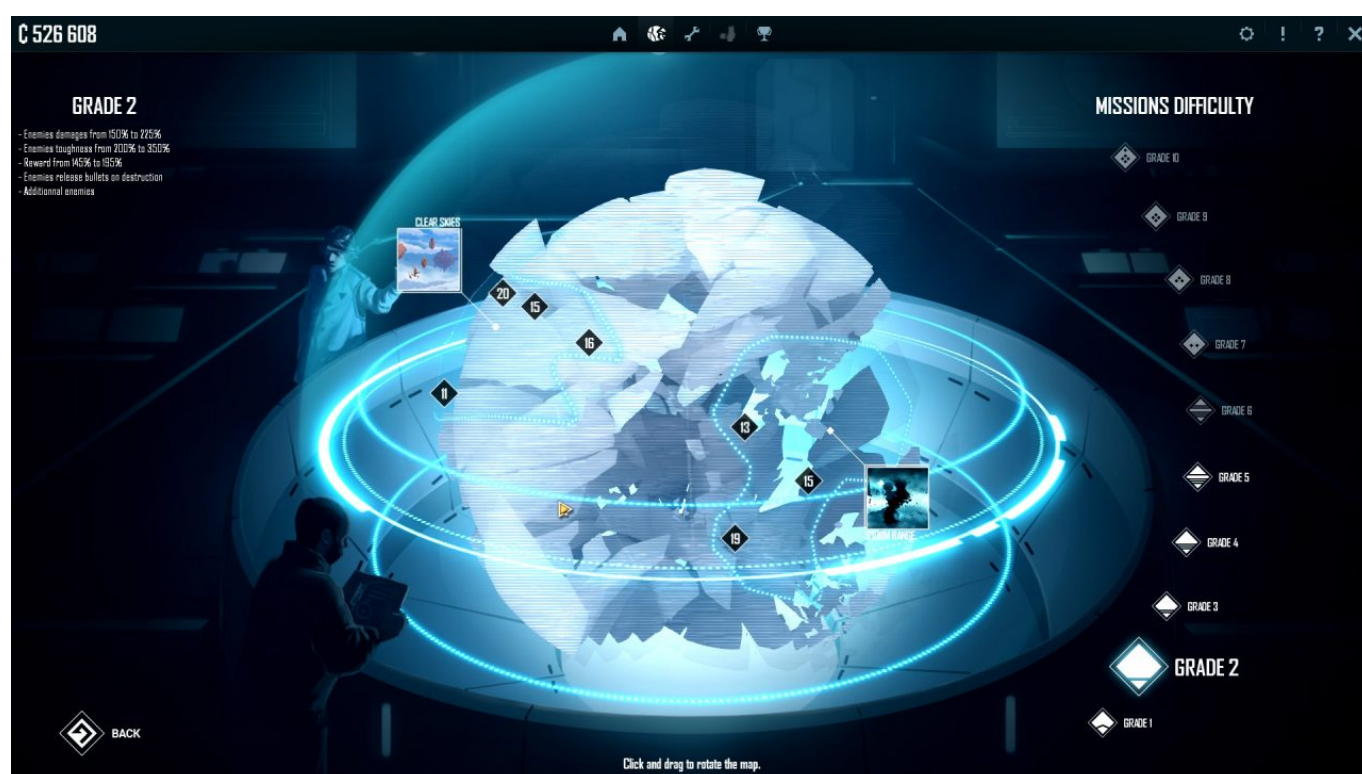 ₵ 526 608
! ? X
GRADE 2
- Enemies damages from 150% to 225%
- Enemies toughness from 200% to 350%
- Reward from 145% to 195%
- Enemies release bullets on destruction
- Additionnal enemies
MISSIONS DIFFICULTY
GRADE 10
GRADE 9
GRADE 8
GRADE 7
GRADE 6
GRADE 5
GRADE 4
GRADE 3
GRADE 2
GRADE 1
CLEAR SKIES
20
15
16
11
13
15
19
STORM RANGE
BACK
Click and drag to rotate the map.